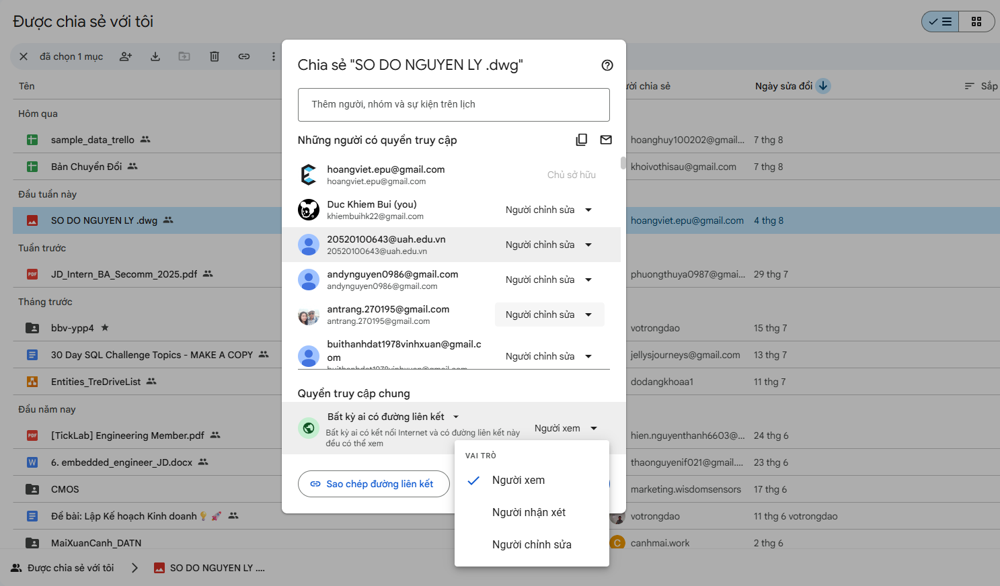 Được chia sẻ với tôi
đã chọn 1 mục
Tên
ười chia sẻ
Ngày sửa đổi
Sắp
Hôm qua
sample_data_trello
hoanghuy100202@gmail...
7 thg 8
Bản Chuyển Đổi
khoivothisau@gmail.com
7 thg 8
Đầu tuần này
SO DO NGUYEN LY .dwg
hoangviet.epu@gmail.com
4 thg 8
Tuần trước
JD_Intern_BA_Secomm_2025.pdf
phuongthuya0987@gmai...
29 thg 7
Tháng trước
bbv-ypp4
votrongdao
15 thg 7
30 Day SQL Challenge Topics - MAKE A COPY
jellysjourneys@gmail.com
13 thg 7
Entities_TreDriveList
dodangkhoaa1
11 thg 7
Đầu năm nay
[TickLab] Engineering Member.pdf
hien.nguyenthanh6603@...
24 thg 6
6. embedded_engineer_JD.docx
thaonguyenif021@gmail....
23 thg 6
CMOS
marketing.wisdomsensors
17 thg 6
Đề bài: Lập Kế hoạch Kinh doanh💡🚀
votrongdao
11 thg 6 votrongdao
MaiXuanCanh_DATN
C
canhmai.work
2 thg 6
Được chia sẻ với tôi
SO DO NGUYEN LY ....
Chia sẻ "SO DO NGUYEN LY .dwg"
Thêm người, nhóm và sự kiện trên lịch
Những người có quyền truy cập
hoangviet.epu@gmail.com
hoangviet.epu@gmail.com
Chủ sở hữu
Duc Khiem Bui (you)
khiembuihk22@gmail.com
Người chỉnh sửa
20520100643@uah.edu.vn
20520100643@uah.edu.vn
Người chỉnh sửa
andynguyen0986@gmail.com
andynguyen0986@gmail.com
Người chỉnh sửa
antrang.270195@gmail.com
antrang.270195@gmail.com
Người chỉnh sửa
buithanhdat1978vinhxuan@gmail.c
om
buithanhdat1978vinhxuan@gmail.com
Người chỉnh sửa
Quyền truy cập chung
Bất kỳ ai có đường liên kết
Bất kỳ ai có kết nối Internet và có đường liên kết này
đều có thể xem
Người xem
Sao chép đường liên kết
VAI TRÒ
Người xem
Người nhận xét
Người chỉnh sửa